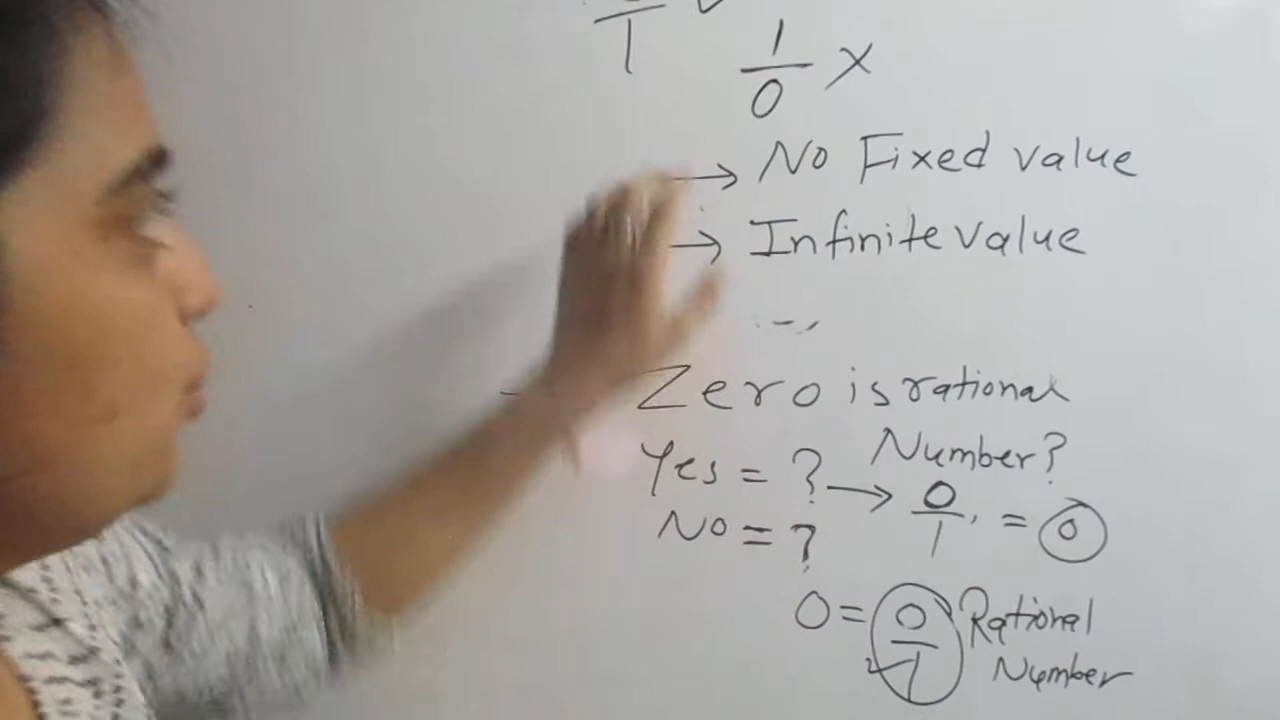 1
1/0 ×
→ No Fixed value
→ Infinite value
Zero is rational
Number?
Yes = ? → 0/1 = 0
No = ?
0 = 0/1 Rational
Number